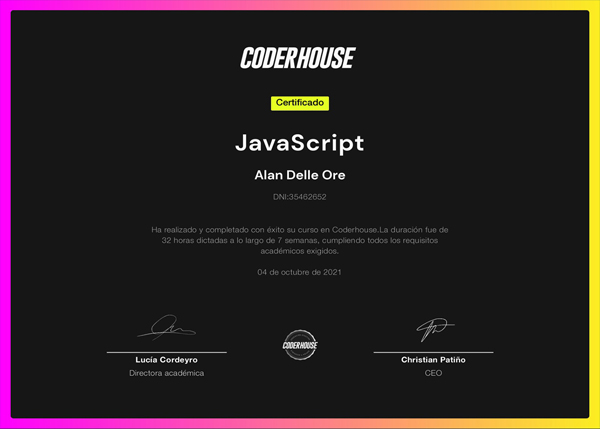 CODERHOUSE
Certificado
JavaScript
Alan Delle Ore
DNI:35462652
Ha realizado y completado con éxito su curso en Coderhouse.La duración fue de
32 horas dictadas a lo largo de 7 semanas, cumpliendo todos los requisitos
académicos exigidos.
04 de octubre de 2021
CODERHOUSE
Lucía Cordeyro
Christian Patiño
Directora académica
CEO